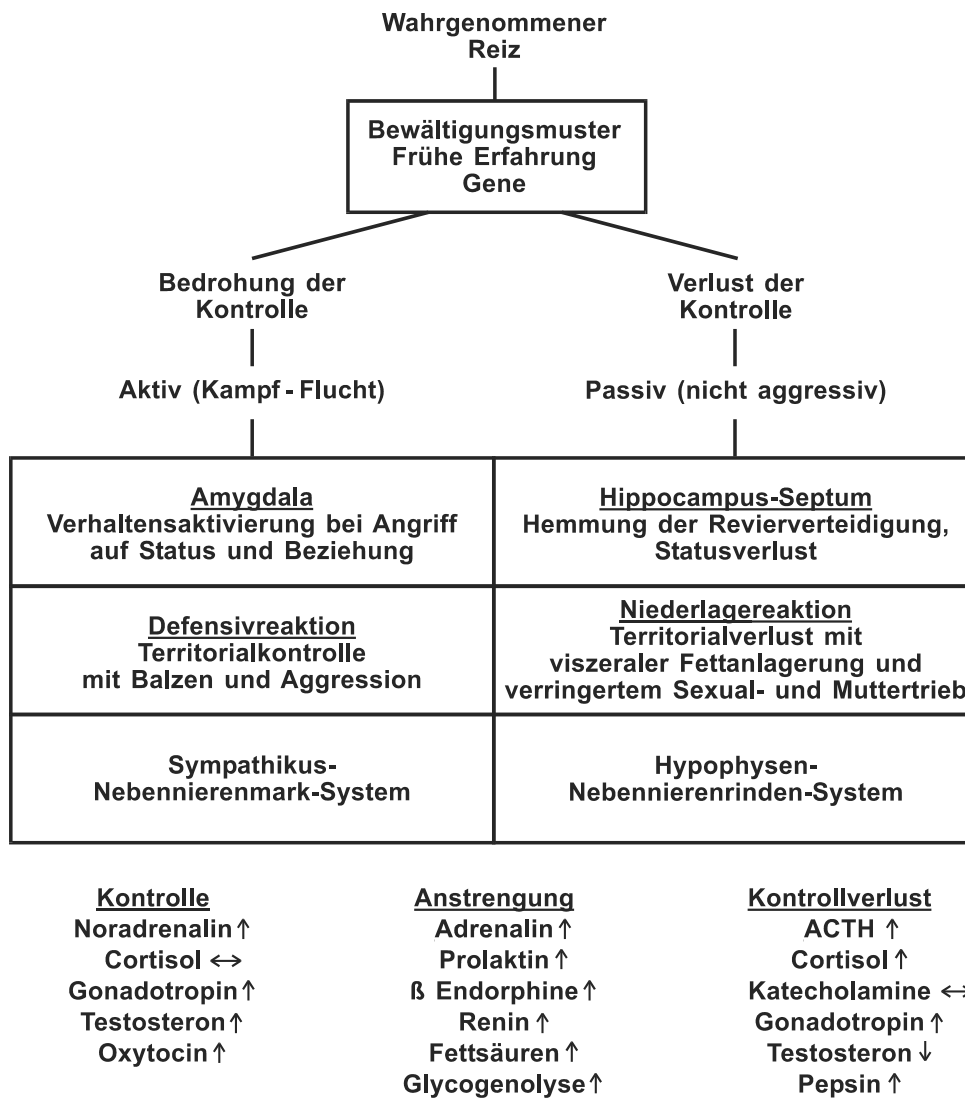 Wahrgenommener
Reiz
Bewältigungsmuster
Frühe Erfahrung
Gene
Bedrohung der
Kontrolle
Verlust der
Kontrolle
Aktiv (Kampf - Flucht)
Passiv (nicht aggressiv)
Amygdala
Verhaltensaktivierung bei Angriff
auf Status und Beziehung
Hippocampus-Septum
Hemmung der Revierverteidigung,
Statusverlust
Defensivreaktion
Territorialkontrolle
mit Balzen und Aggression
Niederlagereaktion
Territorialverlust mit
viszeraler Fettanlagerung und
verringertem Sexual- und Muttertrieb
Sympathikus-
Nebennierenmark-System
Hypophysen-
Nebennierenrinden-System
Kontrolle
Noradrenalin ↑
Cortisol ↔
Gonadotropin ↑
Testosteron ↑
Oxytocin ↑
Anstrengung
Adrenalin ↑
Prolaktin ↑
ß Endorphine ↑
Renin ↑
Fettsäuren ↑
Glycogenolyse ↑
Kontrollverlust
ACTH ↑
Cortisol ↑
Katecholamine ↔
Gonadotropin ↑
Testosteron ↓
Pepsin ↑